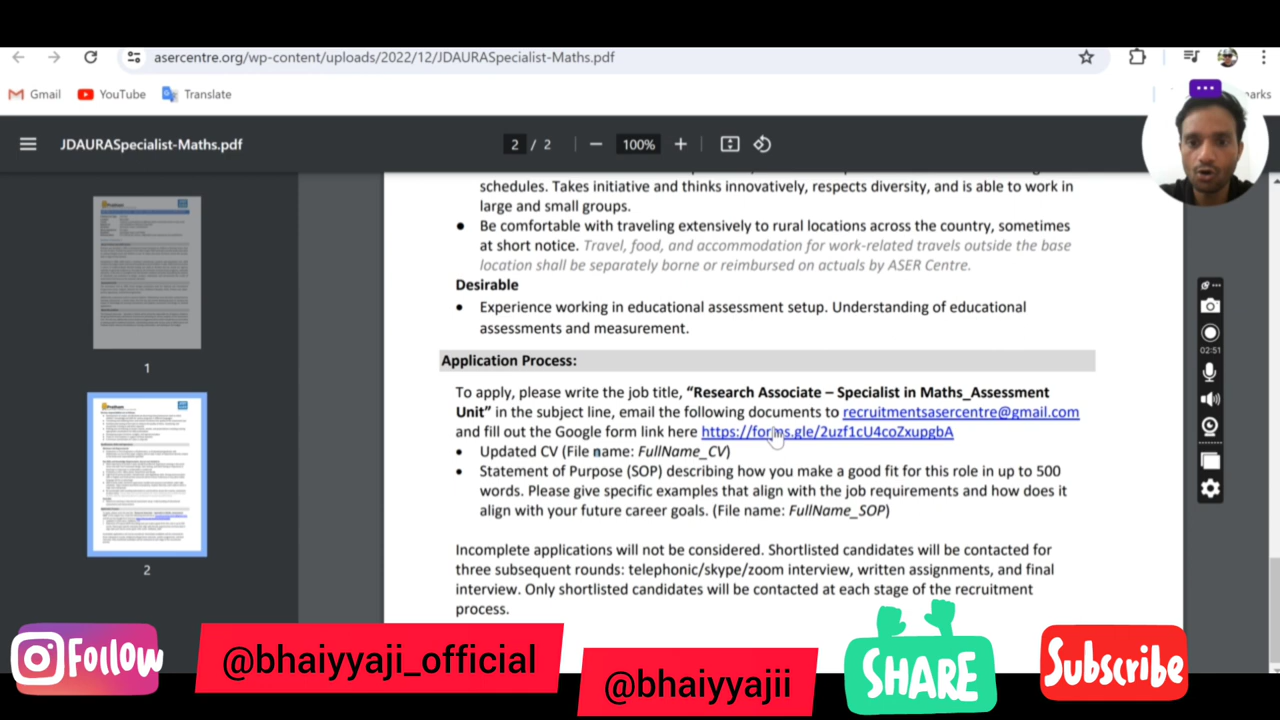 asercentre.org/wp-content/uploads/2022/12/JDAURASpecialist-Maths.pdf
Gmail YouTube Translate
JDAURASpecialist-Maths.pdf 2 / 2 100%
schedules. Takes initiative and thinks innovatively, respects diversity, and is able to work in
large and small groups.
● Be comfortable with traveling extensively to rural locations across the country, sometimes
at short notice. Travel, food, and accommodation for work-related travels outside the base
location shall be separately borne or reimbursed on actuals by ASER Centre.
Desirable
• Experience working in educational assessment setup. Understanding of educational
assessments and measurement.
Application Process:
To apply, please write the job title, “Research Associate – Specialist in Maths_Assessment
Unit” in the subject line, email the following documents to recruitmentsasercentre@gmail.com
and fill out the Google form link here https://forms.gle/2uzf1cU4coZxupgbA
• Updated CV (File name: FullName_CV)
• Statement of Purpose (SOP) describing how you make a good fit for this role in up to 500
words. Please give specific examples that align with the job requirements and how does it
align with your future career goals. (File name: FullName_SOP)
Incomplete applications will not be considered. Shortlisted candidates will be contacted for
three subsequent rounds: telephonic/skype/zoom interview, written assignments, and final
interview. Only shortlisted candidates will be contacted at each stage of the recruitment
process.
1
2
02:51
Follow
@bhaiyyaji_official
@bhaiyyajii
SHARE
Subscribe